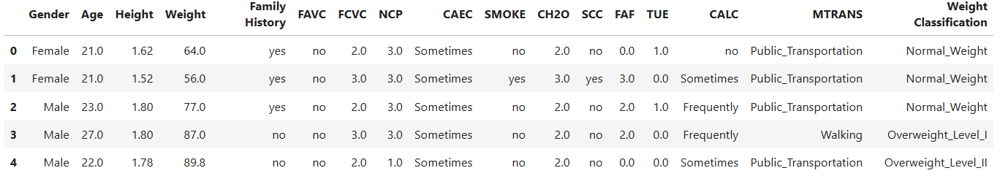 Gender Age Height Weight Family History FAVC FCVC NCP CAEC SMOKE CH2O SCC FAF TUE CALC MTRANS Weight Classification
0 Female 21.0 1.62 64.0 yes no 2.0 3.0 Sometimes no 2.0 no 0.0 1.0 no Public_Transportation Normal_Weight
1 Female 21.0 1.52 56.0 yes no 3.0 3.0 Sometimes yes 3.0 yes 3.0 0.0 Sometimes Public_Transportation Normal_Weight
2 Male 23.0 1.80 77.0 yes no 2.0 3.0 Sometimes no 2.0 no 2.0 1.0 Frequently Public_Transportation Normal_Weight
3 Male 27.0 1.80 87.0 no no 3.0 3.0 Sometimes no 2.0 no 2.0 0.0 Frequently Walking Overweight_Level_I
4 Male 22.0 1.78 89.8 no no 2.0 1.0 Sometimes no 2.0 no 0.0 0.0 Sometimes Public_Transportation Overweight_Level_II